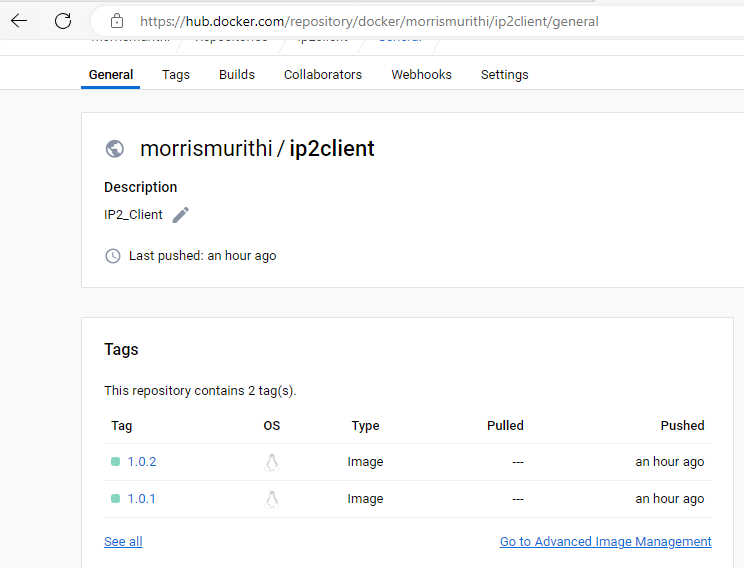 https://hub.docker.com/repository/docker/morrismurithi/ip2client/general
morrismurithi / Repositories / ip2client / General
General Tags Builds Collaborators Webhooks Settings
morrismurithi / ip2client
Description
IP2_Client
Last pushed: an hour ago
Tags
This repository contains 2 tag(s).
Tag OS Type Pulled Pushed
1.0.2 Image --- an hour ago
1.0.1 Image --- an hour ago
See all Go to Advanced Image Management